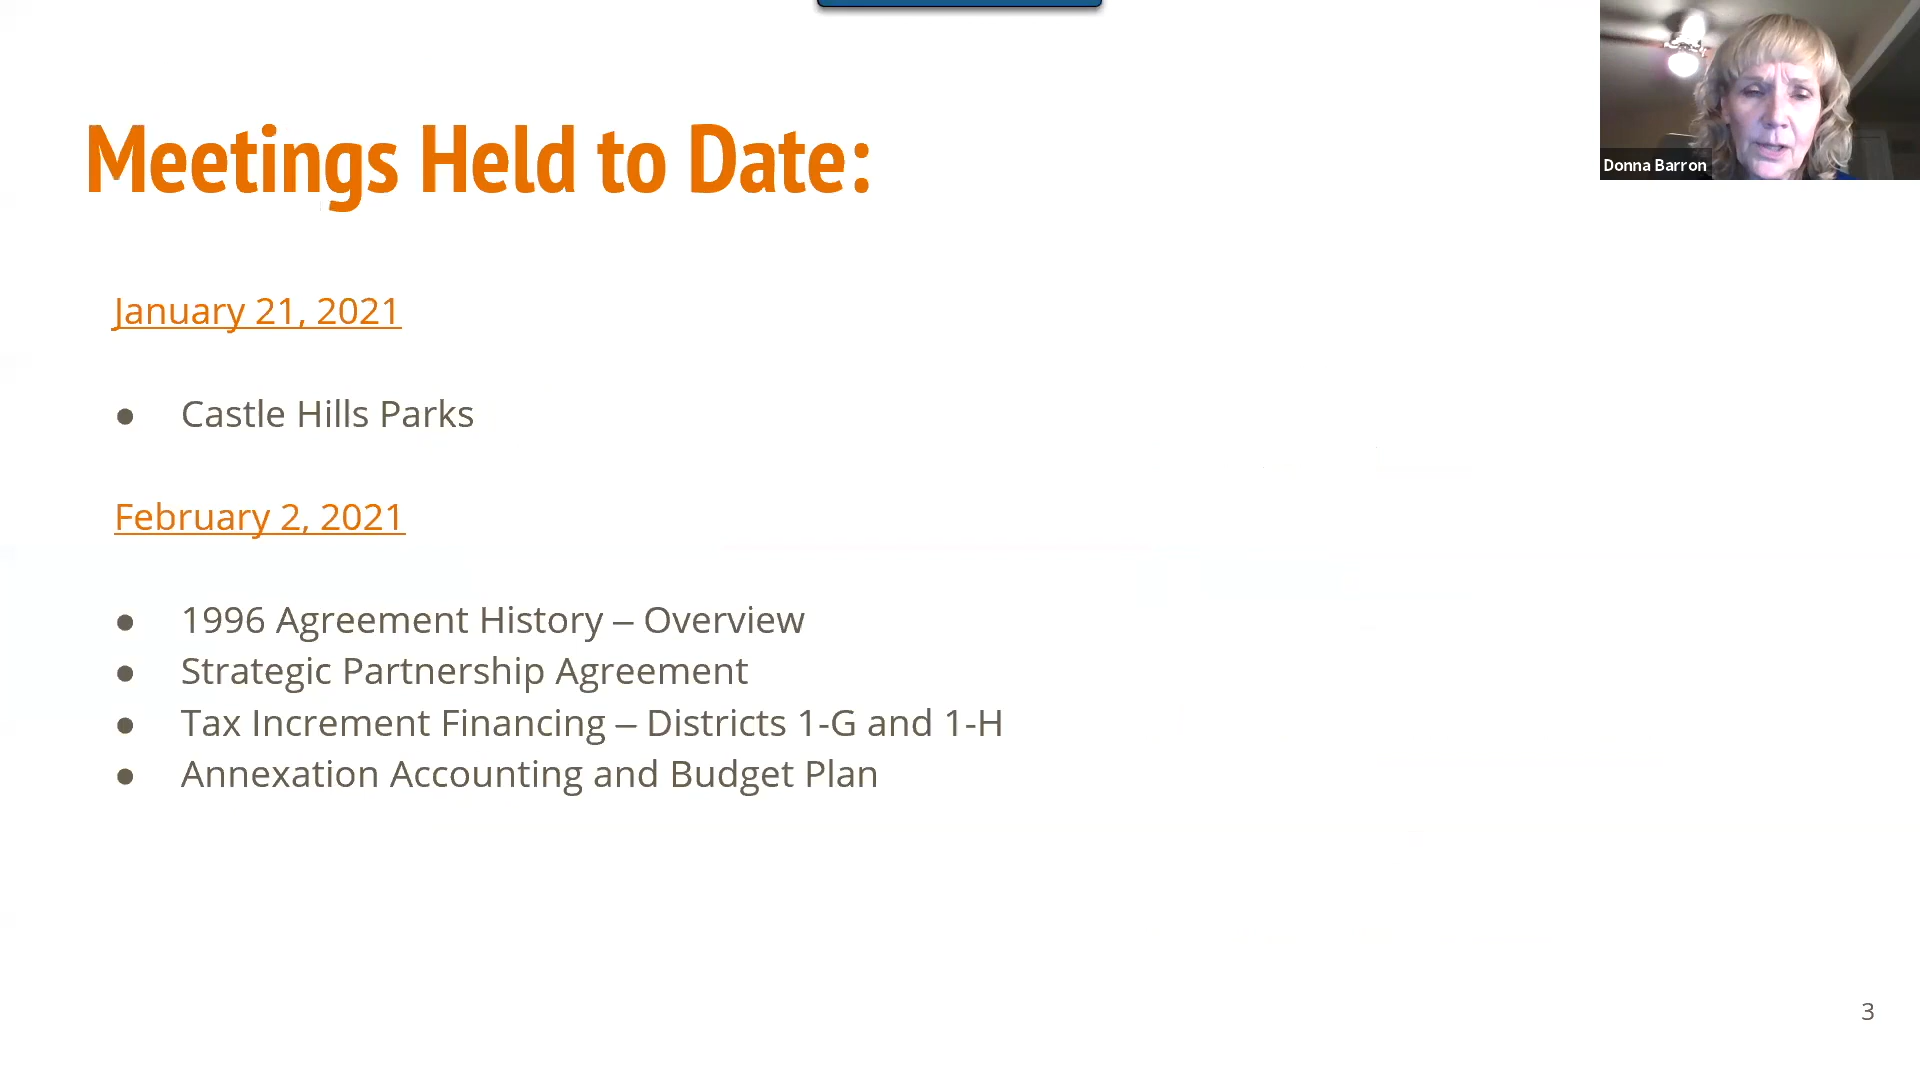 Meetings Held to Date:
Donna Barron
January 21, 2021
● Castle Hills Parks
February 2, 2021
● 1996 Agreement History – Overview
● Strategic Partnership Agreement
● Tax Increment Financing – Districts 1-G and 1-H
● Annexation Accounting and Budget Plan
3